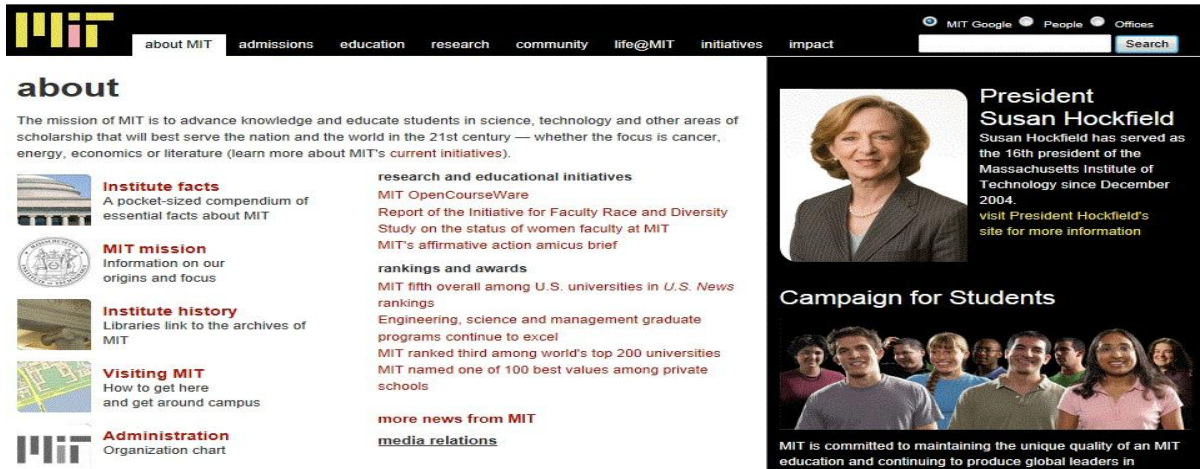 MIT
about MIT admissions education research community life@MIT initiatives impact
MIT Google People Offices
Search
about
The mission of MIT is to advance knowledge and educate students in science, technology and other areas of
scholarship that will best serve the nation and the world in the 21st century — whether the focus is cancer,
energy, economics or literature (learn more about MIT's current initiatives).
Institute facts
A pocket-sized compendium of
essential facts about MIT
MIT mission
Information on our
origins and focus
Institute history
Libraries link to the archives of
MIT
Visiting MIT
How to get here
and get around campus
MIT
Administration
Organization chart
research and educational initiatives
MIT OpenCourseWare
Report of the Initiative for Faculty Race and Diversity
Study on the status of women faculty at MIT
MIT's affirmative action amicus brief
rankings and awards
MIT fifth overall among U.S. universities in U.S. News
rankings
Engineering, science and management graduate
programs continue to excel
MIT ranked third among world's top 200 universities
MIT named one of 100 best values among private
schools
more news from MIT
media relations
President
Susan Hockfield
Susan Hockfield has served as
the 16th president of the
Massachusetts Institute of
Technology since December
2004.
visit President Hockfield's
site for more information
Campaign for Students
MIT is committed to maintaining the unique quality of an MIT
education and continuing to produce global leaders in